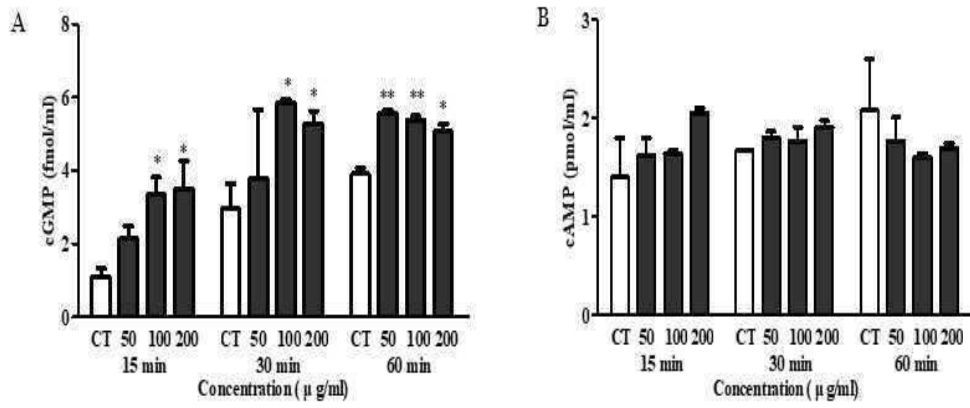 A
cGMP (fmol/ml)
8
6
4
2
0
* * * * ** ** *
CT 50 100 200 CT 50 100 200 CT 50 100 200
15 min 30 min 60 min
Concentration ( µ g/ml)
B
cAMP (pmol/ml)
3
2
1
0
CT 50 100 200 CT 50 100 200 CT 50 100 200
15 min 30 min 60 min
Concentration ( µ g/ml)